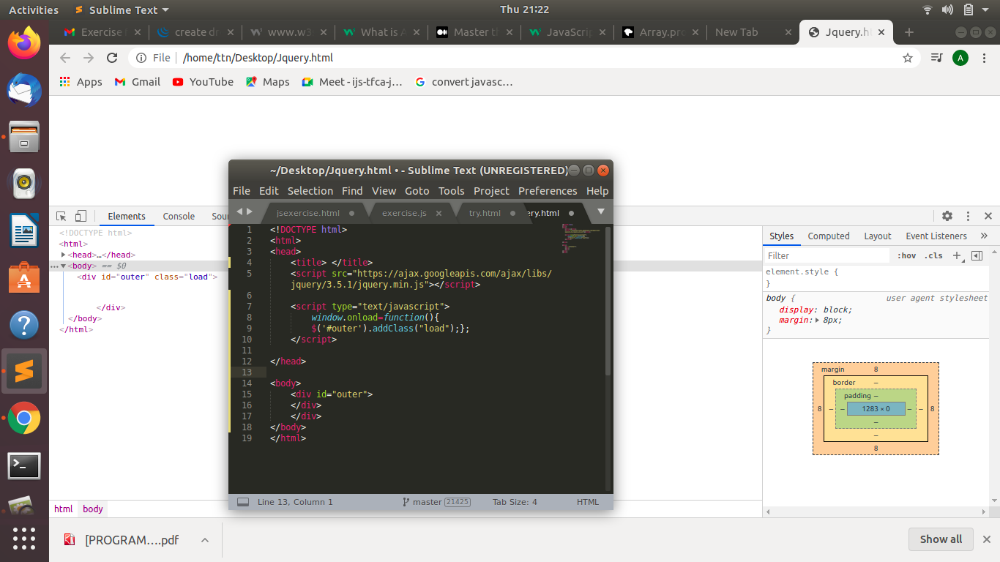 Activities Sublime Text Thu 21:22
Exercise create dr www.w3 What is A Master th JavaScrip Array.pro New Tab Jquery.h
File /home/ttn/Desktop/Jquery.html A
Apps Gmail YouTube Maps Meet - ijs-tfca-j… convert javasc…
~/Desktop/Jquery.html • - Sublime Text (UNREGISTERED)
File Edit Selection Find View Goto Tools Project Preferences Help
jsexercise.html exercise.js try.html ery.html
1 <!DOCTYPE html>
2 <html>
3 <head>
4 <title> </title>
5 <script src="https://ajax.googleapis.com/ajax/libs/
jquery/3.5.1/jquery.min.js"></script>
6
7 <script type="text/javascript">
8 window.onload=function(){
9 $('#outer').addClass("load");};
10 </script>
11
12 </head>
13
14 <body>
15 <div id="outer">
16 </div>
17 </div>
18 </body>
19 </html>
Line 13, Column 1 master 21425 Tab Size: 4 HTML
Elements Console Sou
<!DOCTYPE html>
<html>
<head>…</head>
… <body> == $0
<div id="outer" class="load">
</div>
</body>
</html>
html body
Styles Computed Layout Event Listeners »
Filter :hov .cls +
element.style {
}
body { user agent stylesheet
display: block;
margin: 8px;
}
margin 8
border –
padding –
8 – – 1283 × 0 – – 8
–
–
8
[PROGRAM….pdf Show all